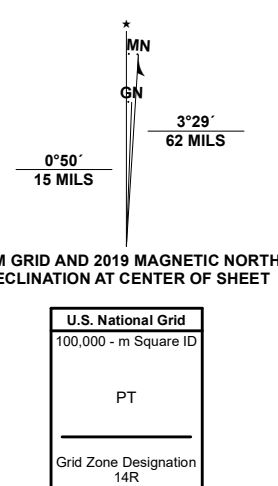 ★
MN
GN
3°29´
62 MILS
0°50´
15 MILS
M GRID AND 2019 MAGNETIC NORTH
ECLINATION AT CENTER OF SHEET
U.S. National Grid
100,000 - m Square ID
PT
Grid Zone Designation
14R